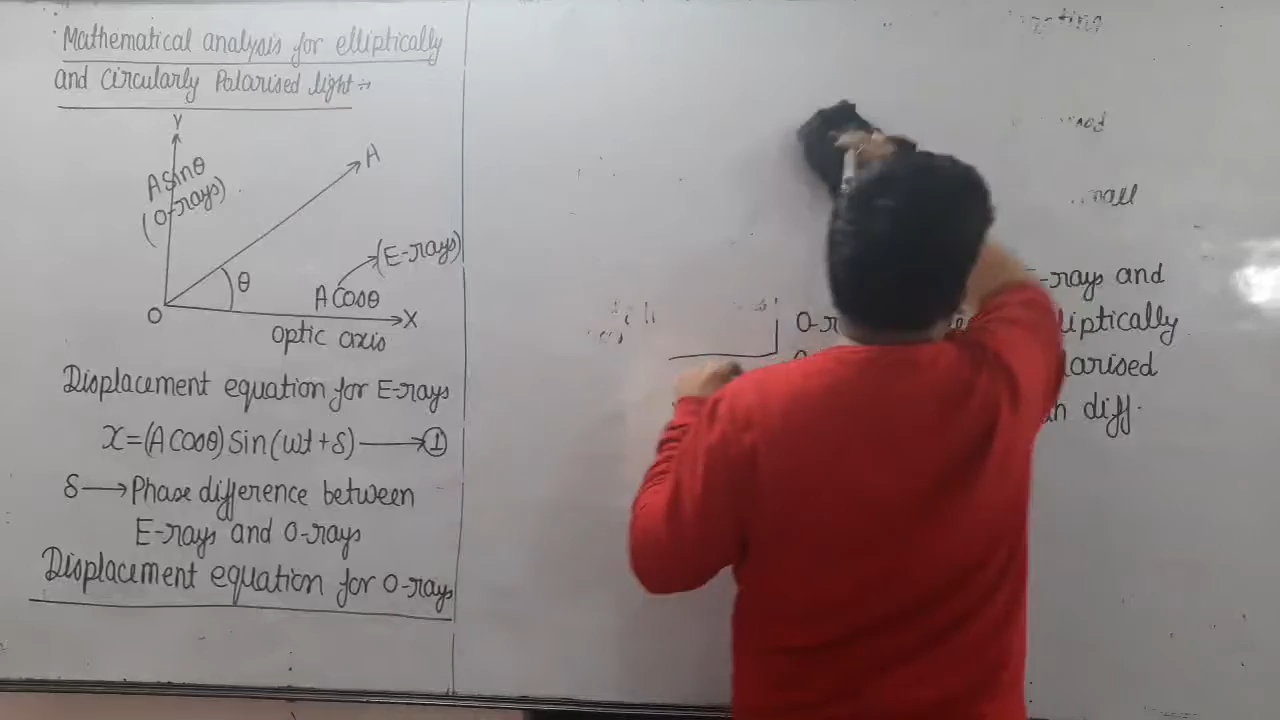 Mathematical analysis for elliptically
and Circularly Polarised light :-
Y
A
A sinθ
(O-rays)
θ
(E-rays)
A Cosθ
O
X
optic axis
Displacement equation for E-rays
x=(A Cosθ) sin(ωt+δ) ⟶ ①
δ ⟶ Phase difference between
E-rays and O-rays
Displacement equation for O-rays
-rays and
liptically
arised
diff.